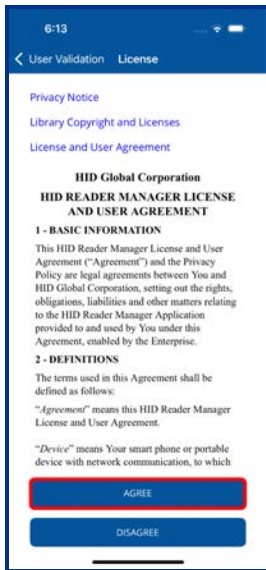 6:13
User Validation License
Privacy Notice
Library Copyright and Licenses
License and User Agreement
HID Global Corporation
HID READER MANAGER LICENSE
AND USER AGREEMENT
1 - BASIC INFORMATION
This HID Reader Manager License and User
Agreement (“Agreement”) and the Privacy
Policy are legal agreements between You and
HID Global Corporation, setting out the rights,
obligations, liabilities and other matters relating
to the HID Reader Manager Application
provided to and used by You under this
Agreement, enabled by the Enterprise.
2 - DEFINITIONS
The terms used in this Agreement shall be
defined as follows:
“Agreement” means this HID Reader Manager
License and User Agreement.
“Device” means Your smart phone or portable
device with network communication, to which
AGREE
DISAGREE